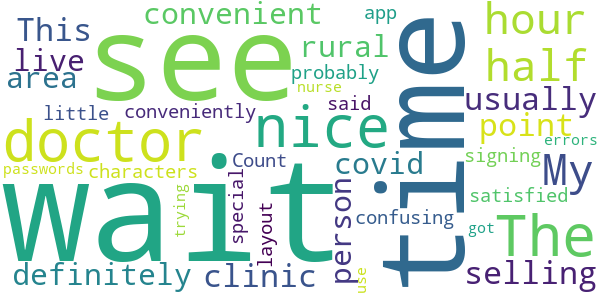 This
convenient
app
hour
live
see
rural
time
half
area
probably
nurse
little
conveniently
said
usually
doctor
nice
point
My
errors
passwords
characters
Count
covid
signing
wait
trying
special
layout
person
confusing
satisfied
got
The
definitely
clinic
use
selling